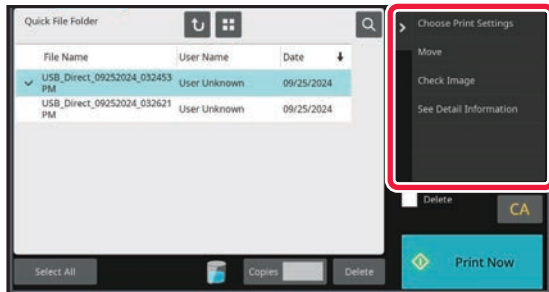 Quick File Folder
File Name User Name Date
USB_Direct_09252024_032453
PM
User Unknown 09/25/2024
USB_Direct_09252024_032621
PM
User Unknown 09/25/2024
Select All
Copies
Delete
Choose Print Settings
Move
Check Image
See Detail Information
Delete
CA
Print Now